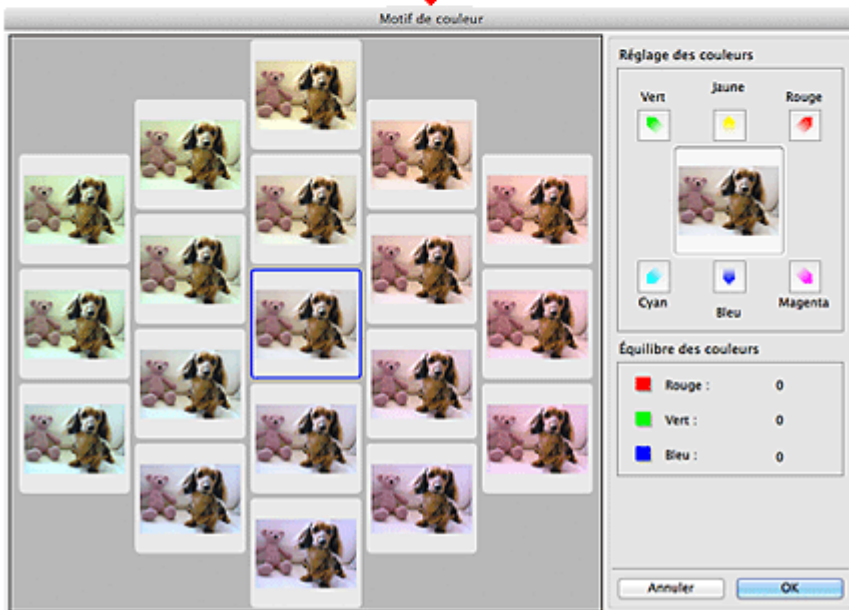 Motif de couleur
Réglage des couleurs
Vert Jaune Rouge
Cyan Bleu Magenta
Équilibre des couleurs
Rouge : 0
Vert : 0
Bleu : 0
Annuler OK